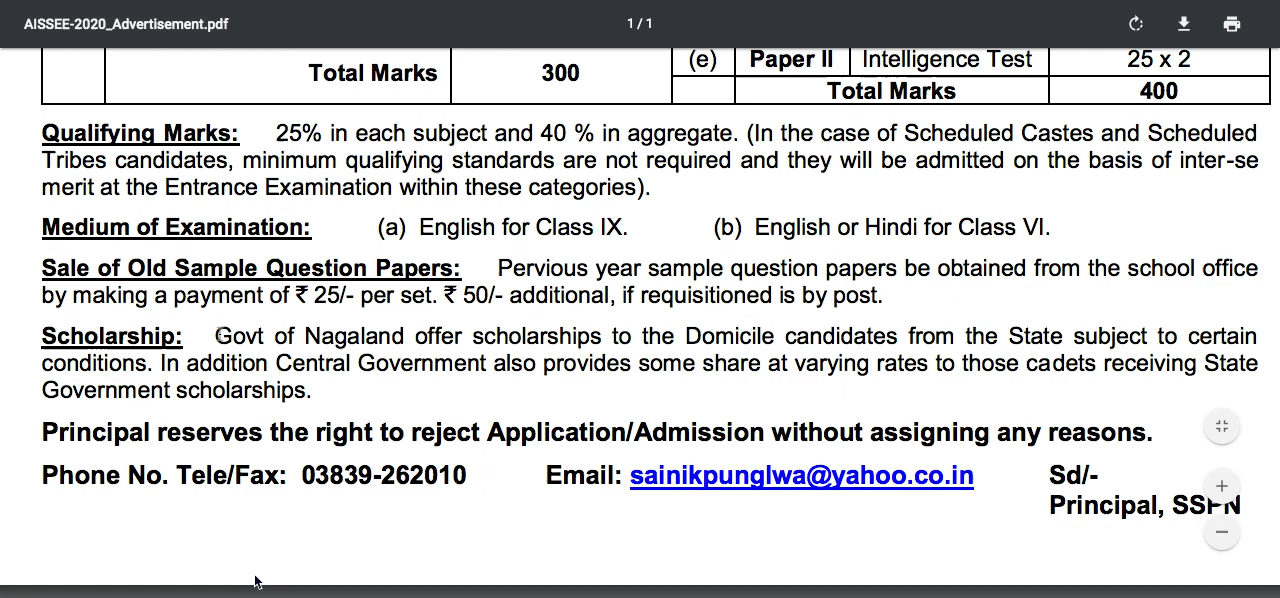 AISSEE-2020_Advertisement.pdf 1 / 1
(e) Paper II Intelligence Test 25 x 2
Total Marks 300
Total Marks 400
Qualifying Marks: 25% in each subject and 40 % in aggregate. (In the case of Scheduled Castes and Scheduled
Tribes candidates, minimum qualifying standards are not required and they will be admitted on the basis of inter-se
merit at the Entrance Examination within these categories).
Medium of Examination: (a) English for Class IX. (b) English or Hindi for Class VI.
Sale of Old Sample Question Papers: Pervious year sample question papers be obtained from the school office
by making a payment of ₹ 25/- per set. ₹ 50/- additional, if requisitioned is by post.
Scholarship: Govt of Nagaland offer scholarships to the Domicile candidates from the State subject to certain
conditions. In addition Central Government also provides some share at varying rates to those cadets receiving State
Government scholarships.
Principal reserves the right to reject Application/Admission without assigning any reasons.
Phone No. Tele/Fax: 03839-262010 Email: sainikpunglwa@yahoo.co.in Sd/-
Principal, SSPN